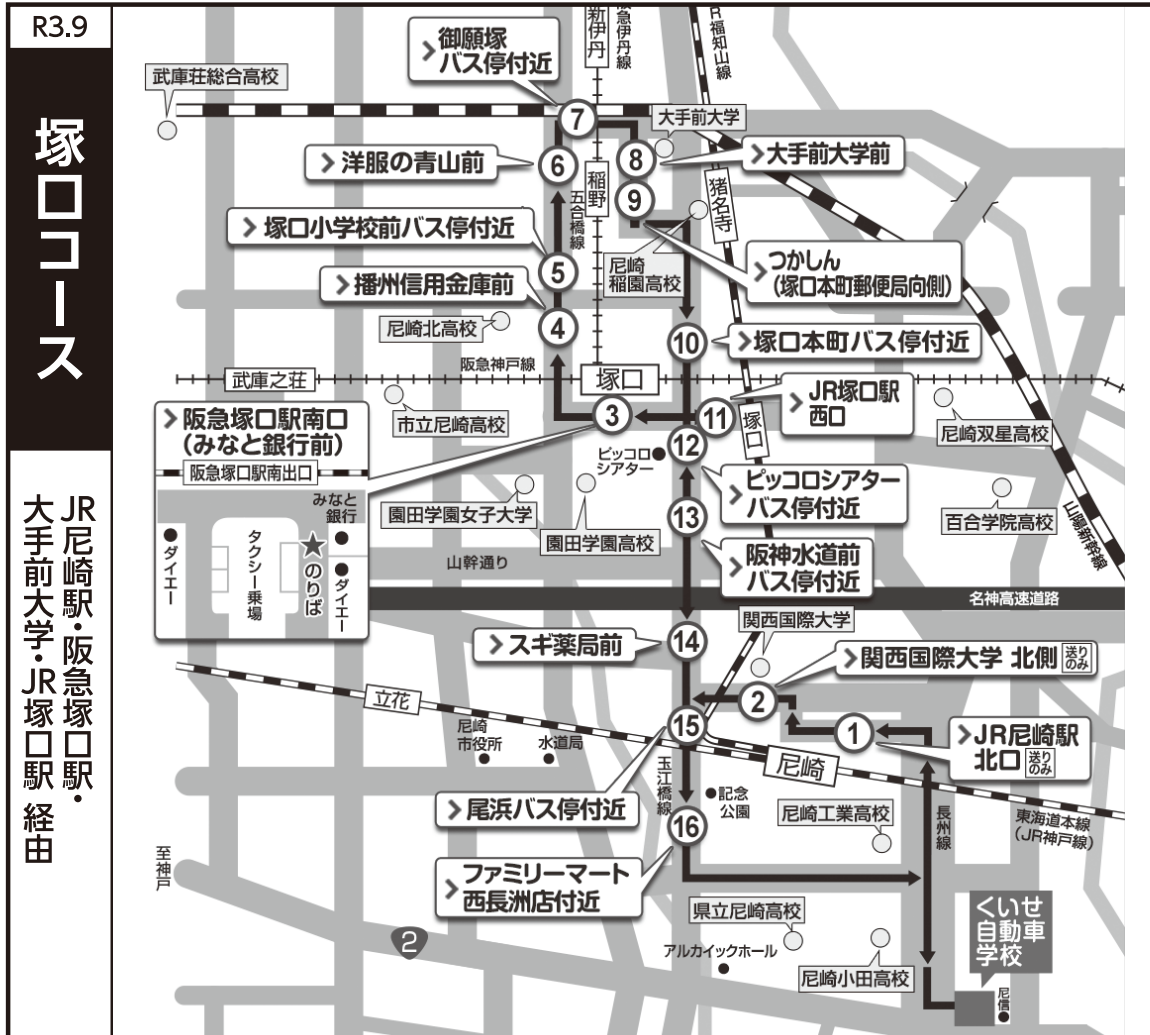 R3.9
塚口コース
JR尼崎駅・阪急塚口駅・
大手前大学・JR塚口駅 経由
御願塚
バス停付近
新伊丹
阪急伊丹線
R福知山線
武庫荘総合高校
大手前大学
7
洋服の青山前
6
8
大手前大学前
稲野
猪名寺
9
五合橋線
塚口小学校前バス停付近
5
尼崎
稲園高校
つかしん
(塚口本町郵便局向側)
播州信用金庫前
尼崎北高校
4
10
塚口本町バス停付近
阪急神戸線
武庫之荘
塚口
JR塚口駅
西口
阪急塚口駅南口
(みなと銀行前)
市立尼崎高校
3
11
塚口
尼崎双星高校
阪急塚口駅南出口
ピッコロ
シアター
12
ピッコロシアター
バス停付近
みなと
銀行
園田学園女子大学
園田学園高校
13
百合学院高校
山陽新幹線
ダイエー
タクシー乗場
のりば
ダイエー
山幹通り
阪神水道前
バス停付近
名神高速道路
スギ薬局前
14
関西国際大学
関西国際大学 北側 送りのみ
立花
2
尼崎
市役所
水道局
15
1
JR尼崎駅
北口 送りのみ
尼崎
尾浜バス停付近
玉江橋線
記念
公園
尼崎工業高校
長州線
東海道本線
(JR神戸線)
16
至神戸
ファミリーマート
西長洲店付近
2
県立尼崎高校
アルカイックホール
尼崎小田高校
くいせ
自動車
学校
尼信